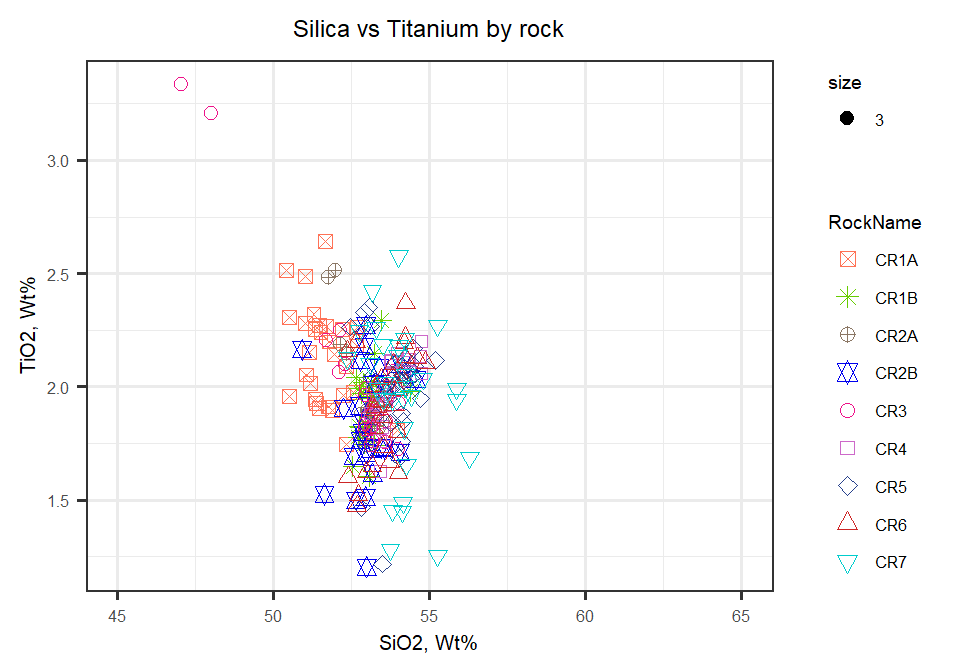 Silica vs Titanium by rock
TiO2, Wt%
3.0
2.5
2.0
1.5
45
50
55
60
65
SiO2, Wt%
size
3
RockName
CR1A
CR1B
CR2A
CR2B
CR3
CR4
CR5
CR6
CR7